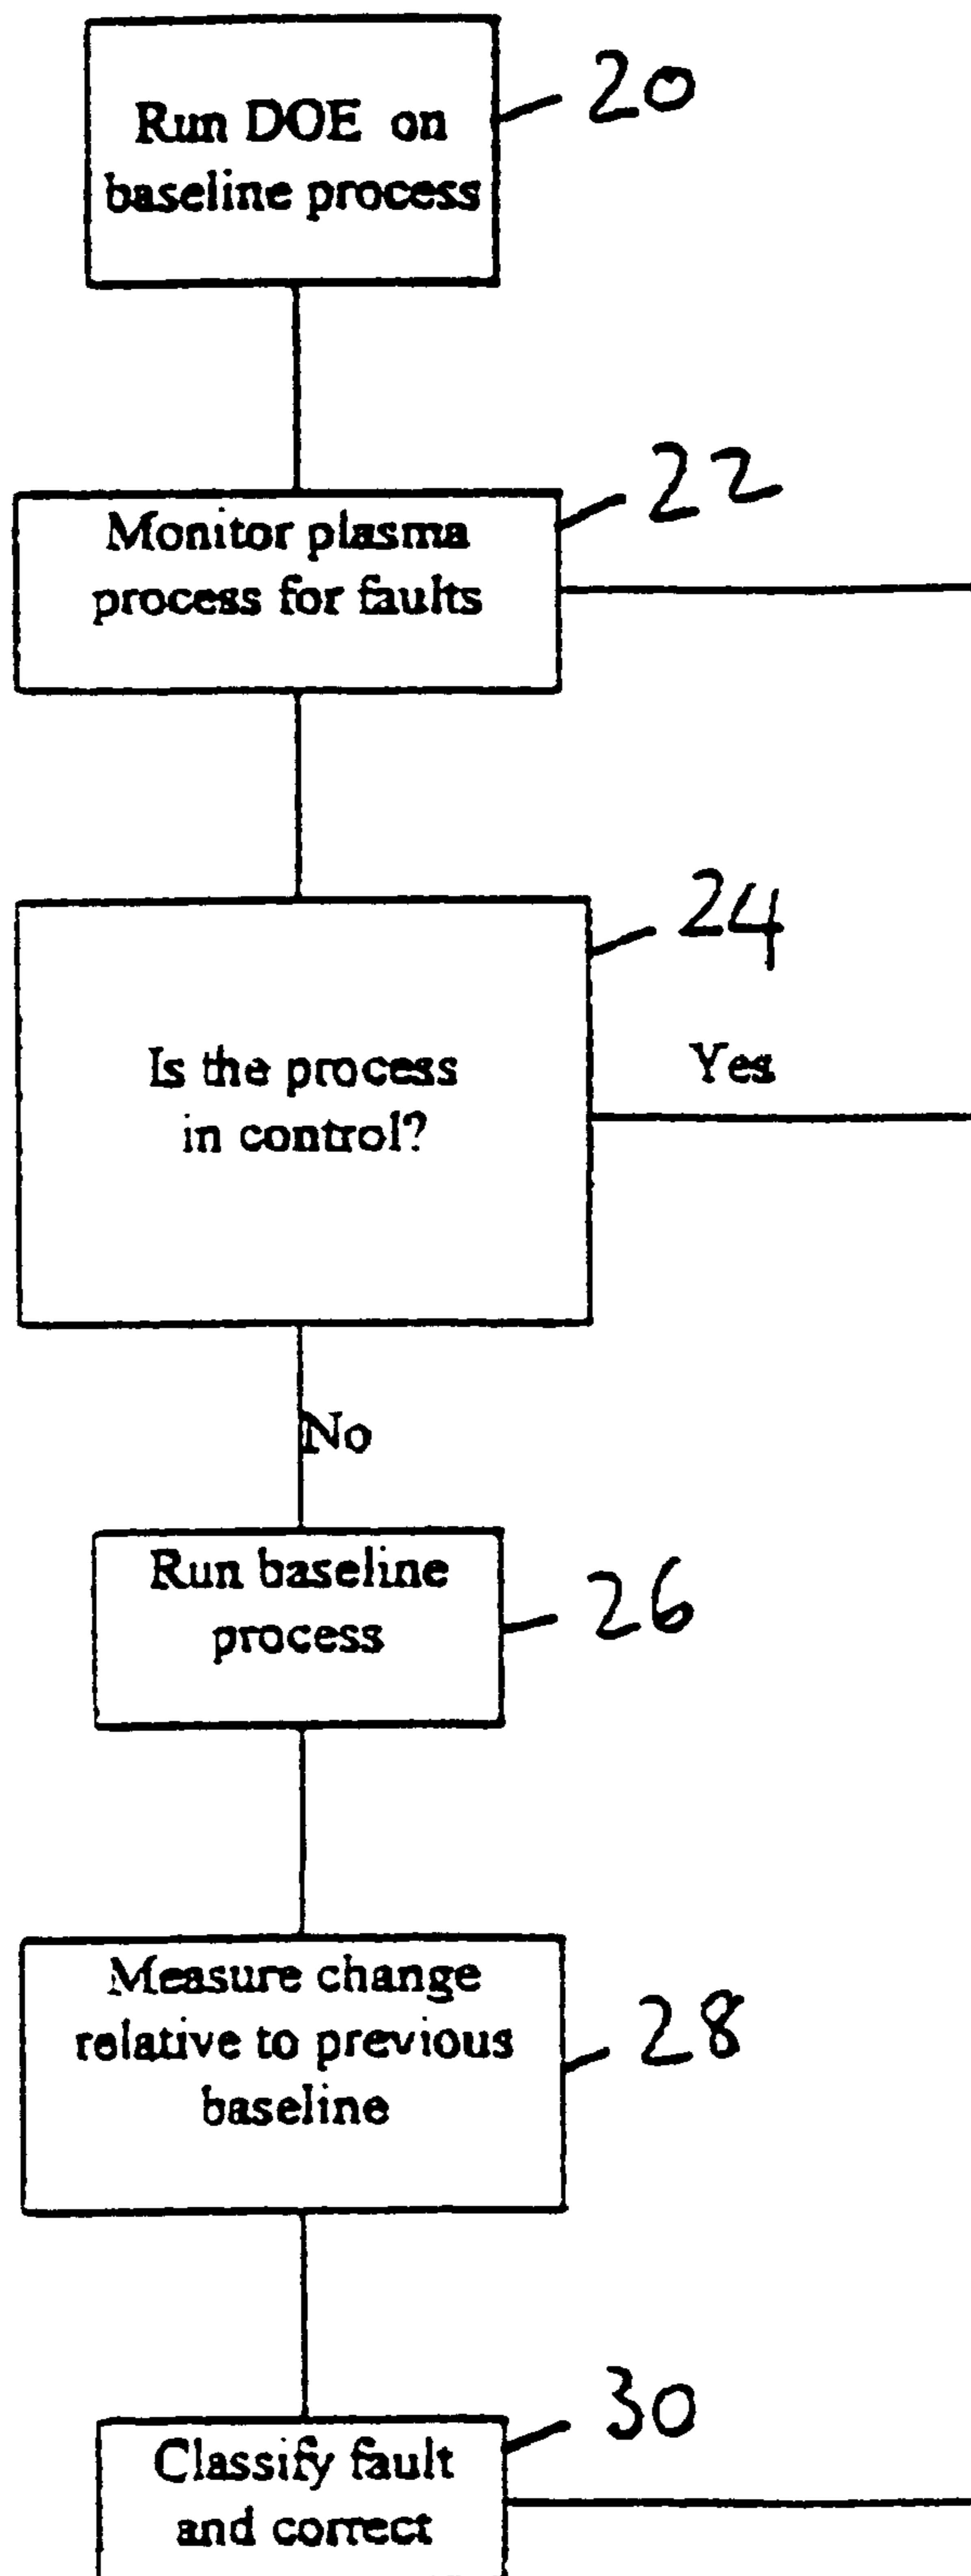 Run DOE on
baseline process
20
Monitor plasma
process for faults
22
Is the process
in control?
24
Yes
No
Run baseline
process
26
Measure change
relative to previous
baseline
28
Classify fault
and correct
30